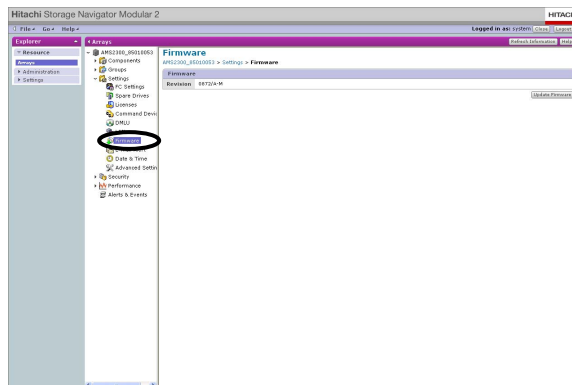 Hitachi Storage Navigator Modular 2
HITACHI
File Go Help
Logged in as: system Close Logout
Explorer
Arrays
Refresh Information Help
Resource
Arrays
Administration
Settings
AMS2300_85010053
Components
Groups
Settings
FC Settings
Spare Drives
Licenses
Command Devic
DMLU
Firmware
Date & Time
Advanced Settin
Security
Performance
Alerts & Events
Firmware
AMS2300_85010053 > Settings > Firmware
Firmware
Revision 0872/A-M
Update Firmware